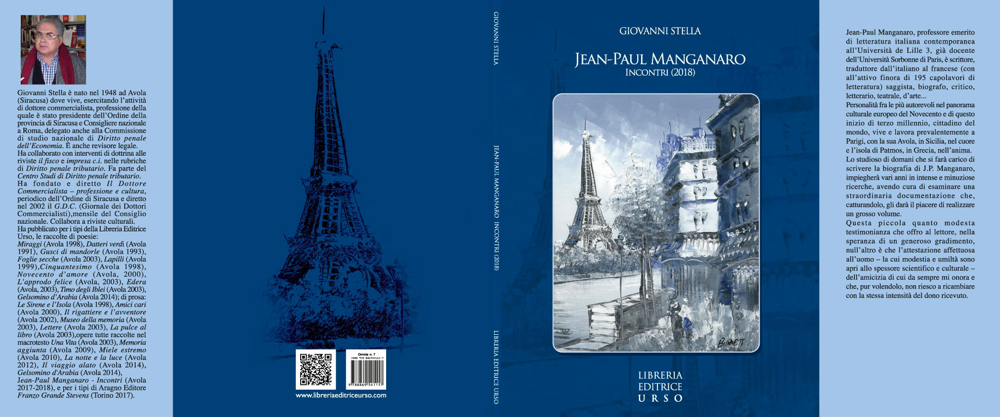 Giovanni Stella è nato nel 1948 ad Avola
(Siracusa) dove vive, esercitando l'attività
di dottore commercialista, professione della
quale è stato presidente dell'Ordine della
provincia di Siracusa e Consigliere nazionale
a Roma, delegato anche alla Commissione
di studio nazionale di Diritto penale
dell'Economia. È anche revisore legale.
Ha collaborato con interventi di dottrina alle
riviste il fisco e impresa c.i. nelle rubriche
di Diritto penale tributario. Fa parte del
Centro Studi di Diritto penale tributario.
Ha fondato e diretto Il Dottore
Commercialista – professione e cultura,
periodico dell'Ordine di Siracusa e diretto
nel 2002 il G.D.C. (Giornale dei Dottori
Commercialisti),mensile del Consiglio
nazionale. Collabora a riviste culturali.
Ha pubblicato per i tipi della Libreria Editrice
Urso, le raccolte di poesie:
Miraggi (Avola 1998), Datteri verdi (Avola
1991), Gusci di mandorle (Avola 1993),
Foglie secche (Avola 2003), Lapilli (Avola
1999),Cinquantesimo (Avola 1998),
Novecento d'amore (Avola, 2000),
L'approdo felice (Avola, 2003), Edera
(Avola, 2003), Timo degli Iblei (Avola 2003),
Gelsomino d'Arabia (Avola 2014); di prosa:
Le Sirene e l'Isola (Avola 1998), Amici cari
(Avola 2000), Il rigattiere e l'avventore
(Avola 2002), Museo della memoria (Avola
2003), Lettere (Avola 2003), La pulce al
libro (Avola 2003),opere tutte raccolte nel
macrotesto Una Vita (Avola 2003), Memoria
aggiunta (Avola 2009), Miele estremo
(Avola 2010), La notte e la luce (Avola
2012), Il viaggio alato (Avola 2014),
Gelsomino d'Arabia (Avola 2014),
Jean-Paul Manganaro - Incontri (Avola
2017-2018), e per i tipi di Aragno Editore
Franzo Grande Stevens (Torino 2017).
Omnia n. 7
ISBN 978-88-6954-111-7
9 788869 541117
www.libreriaeditriceurso.com
GIOVANNI STELLA
JEAN-PAUL MANGANARO INCONTRI (2018)
LIBRERIA EDITRICE URSO
GIOVANNI STELLA
JEAN-PAUL MANGANARO
INCONTRI (2018)
BURNETT
LIBRERIA
EDITRICE
URSO
Jean-Paul Manganaro, professore emerito
di letteratura italiana contemporanea
all'Università de Lille 3, già docente
dell'Università Sorbonne di Paris, è scrittore,
traduttore dall'italiano al francese (con
all'attivo finora di 195 capolavori di
letteratura) saggista, biografo, critico,
letterario, teatrale, d'arte...
Personalità fra le più autorevoli nel panorama
culturale europeo del Novecento e di questo
inizio di terzo millennio, cittadino del
mondo, vive e lavora prevalentemente a
Parigi, con la sua Avola, in Sicilia, nel cuore
e l'isola di Patmos, in Grecia, nell'anima.
Lo studioso di domani che si farà carico di
scrivere la biografia di J.P. Manganaro,
impiegherà vari anni in intense e minuziose
ricerche, avendo cura di esaminare una
straordinaria documentazione che,
catturandolo, gli darà il piacere di realizzare
un grosso volume.
Questa piccola quanto modesta
testimonianza che offro al lettore, nella
speranza di un generoso gradimento,
null'altro è che l'attestazione affettuosa
all'uomo – la cui modestia e umiltà sono
apri allo spessore scientifico e culturale –
dell'amicizia di cui da sempre mi onora e
che, pur volendolo, non riesco a ricambiare
con la stessa intensità del dono ricevuto.